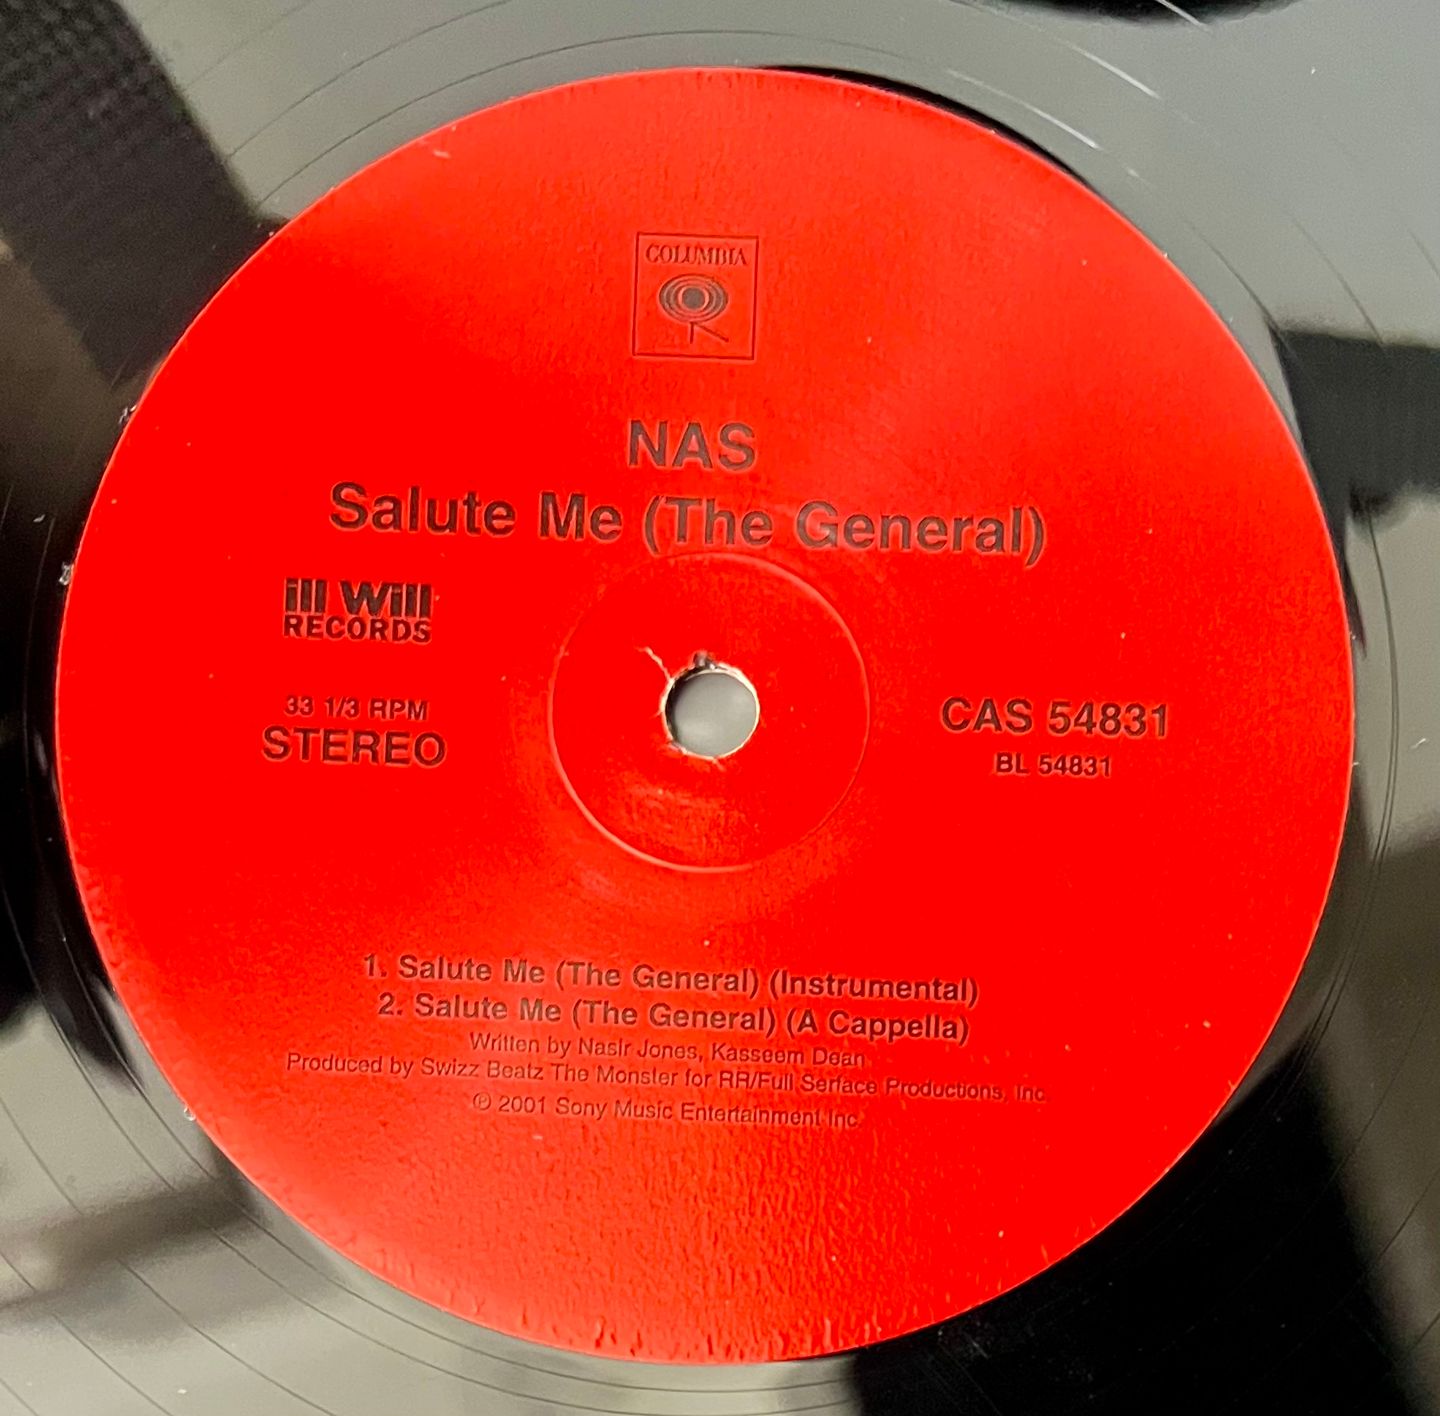 COLUMBIA
NAS
Salute Me (The General)
ill Will
RECORDS
33 1/3 RPM
STEREO
CAS 54831
BL 54831
1. Salute Me (The General) (Instrumental)
2. Salute Me (The General) (A Cappella)
Written by Nasir Jones, Kasseem Dean
Produced by Swizz Beatz The Monster for RR/Full Serface Productions, Inc.
℗ 2001 Sony Music Entertainment Inc.